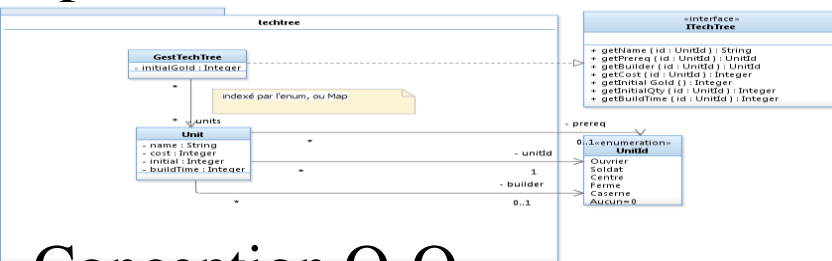 techtree
GestTechTree
- initialGold : Integer
«interface»
ITechTree
+ getName ( id : UnitId ) : String
+ getPrereq ( id : UnitId ) : UnitId
+ getBuilder ( id : UnitId ) : UnitId
+ getCost ( id : UnitId ) : Integer
+ getInitial Gold ( ) : Integer
+ getInitialQty ( id : UnitId ) : Integer
+ getBuildTime ( id : UnitId ) : Integer
*
indexé par l'enum, ou Map
* - units
Unit
- name : String
- cost : Integer
- initial : Integer
- buildTime : Integer
- prereq
*
0..1
- unitId
*
1
- builder
*
0..1
«enumeration»
UnitId
Ouvrier
Soldat
Centre
Ferme
Caserne
Aucun=0
Conception O-O